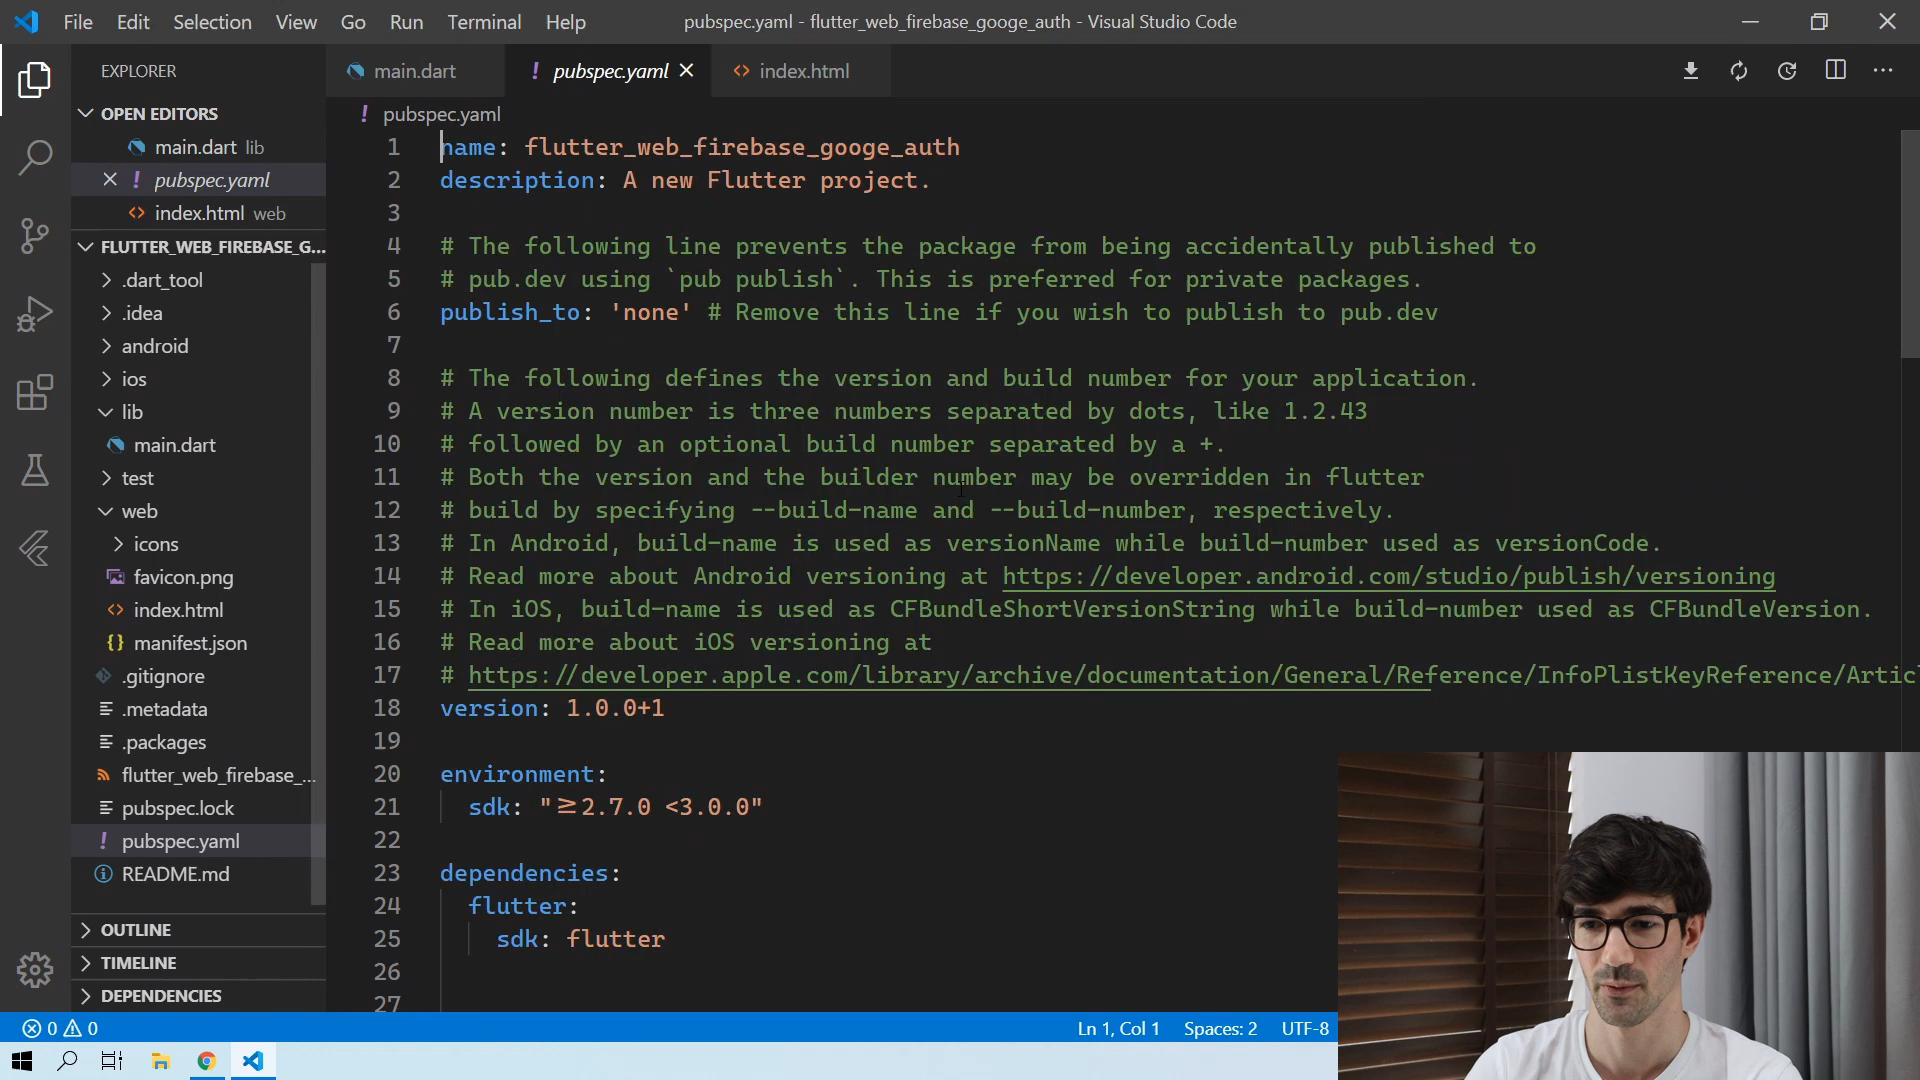 File Edit Selection View Go Run Terminal Help
pubspec.yaml - flutter_web_firebase_googe_auth - Visual Studio Code
EXPLORER
OPEN EDITORS
main.dart lib
pubspec.yaml
index.html web
FLUTTER_WEB_FIREBASE_G...
.dart_tool
.idea
android
ios
lib
main.dart
test
web
icons
favicon.png
index.html
manifest.json
.gitignore
.metadata
.packages
flutter_web_firebase_...
pubspec.lock
pubspec.yaml
README.md
OUTLINE
TIMELINE
DEPENDENCIES
main.dart
pubspec.yaml
index.html
pubspec.yaml
1 name: flutter_web_firebase_googe_auth
2 description: A new Flutter project.
3
4 # The following line prevents the package from being accidentally published to
5 # pub.dev using `pub publish`. This is preferred for private packages.
6 publish_to: 'none' # Remove this line if you wish to publish to pub.dev
7
8 # The following defines the version and build number for your application.
9 # A version number is three numbers separated by dots, like 1.2.43
10 # followed by an optional build number separated by a +.
11 # Both the version and the builder number may be overridden in flutter
12 # build by specifying --build-name and --build-number, respectively.
13 # In Android, build-name is used as versionName while build-number used as versionCode.
14 # Read more about Android versioning at https://developer.android.com/studio/publish/versioning
15 # In iOS, build-name is used as CFBundleShortVersionString while build-number used as CFBundleVersion.
16 # Read more about iOS versioning at
17 # https://developer.apple.com/library/archive/documentation/General/Reference/InfoPlistKeyReference/Artic
18 version: 1.0.0+1
19
20 environment:
21 sdk: "≥2.7.0 <3.0.0"
22
23 dependencies:
24 flutter:
25 sdk: flutter
26
27
0 0
Ln 1, Col 1 Spaces: 2 UTF-8